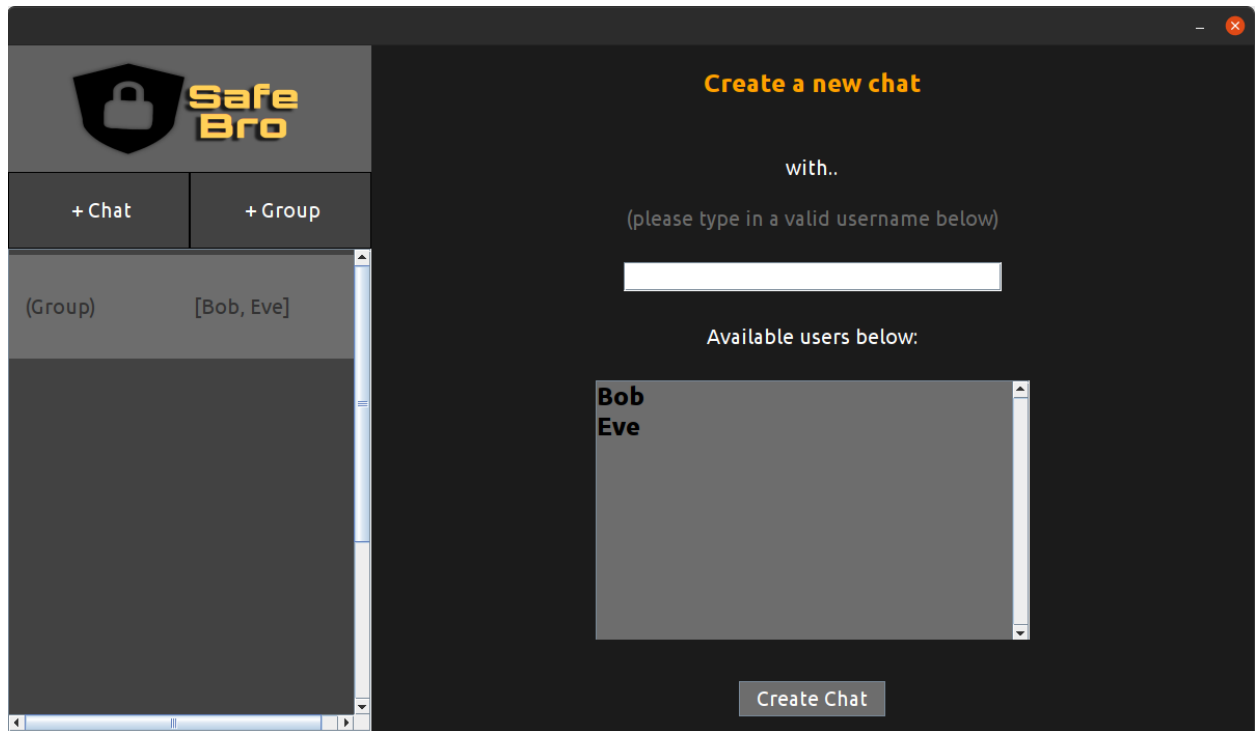 Safe
Bro
+ Chat
+ Group
(Group)
[Bob, Eve]
Create a new chat
with..
(please type in a valid username below)
Available users below:
Bob
Eve
Create Chat